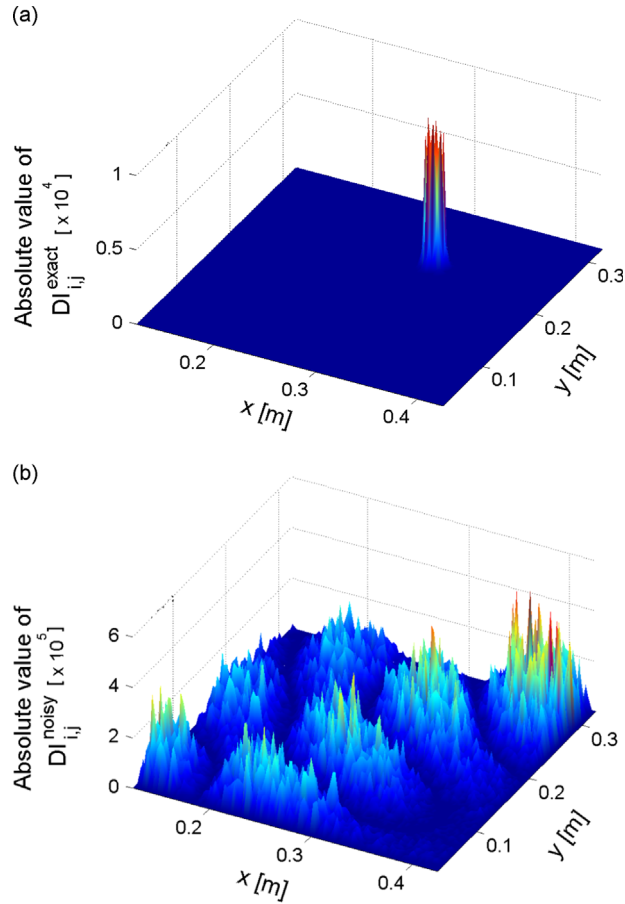 (a)
Absolute value of
DI i,j exact [ x 10 4 ]
1
0.5
0
0.2
0.3
0.4
x [m]
0.1
0.2
0.3
y [m]
(b)
Absolute value of
DI i,j noisy [ x 10 5 ]
6
4
2
0
0.2
0.3
0.4
x [m]
0.1
0.2
0.3
y [m]